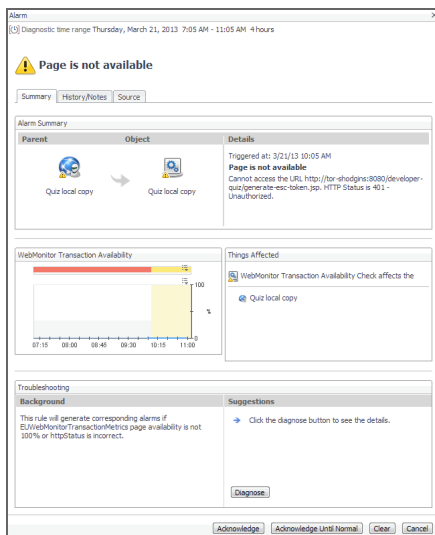 Alarm
Diagnostic time range Thursday, March 21, 2013 7:05 AM - 11:05 AM 4 hours
Page is not available
Summary History/Notes Source
Alarm Summary
Parent Object Details
Quiz local copy
Quiz local copy
Triggered at: 3/21/13 10:05 AM
Page is not available
Cannot access the URL http://tor-shodgins:8080/developer-
quiz/generate-esc-token.jsp. HTTP Status is 401 -
Unauthorized.
WebMonitor Transaction Availability
100
%
0
07:15 08:00 08:45 09:30 10:15 11:00
Things Affected
WebMonitor Transaction Availability Check affects the
Quiz local copy
Troubleshooting
Background
This rule will generate corresponding alarms if
EUWebMonitorTransactionMetrics page availability is not
100% or httpStatus is incorrect.
Suggestions
Click the diagnose button to see the details.
Diagnose
Acknowledge Acknowledge Until Normal Clear Cancel